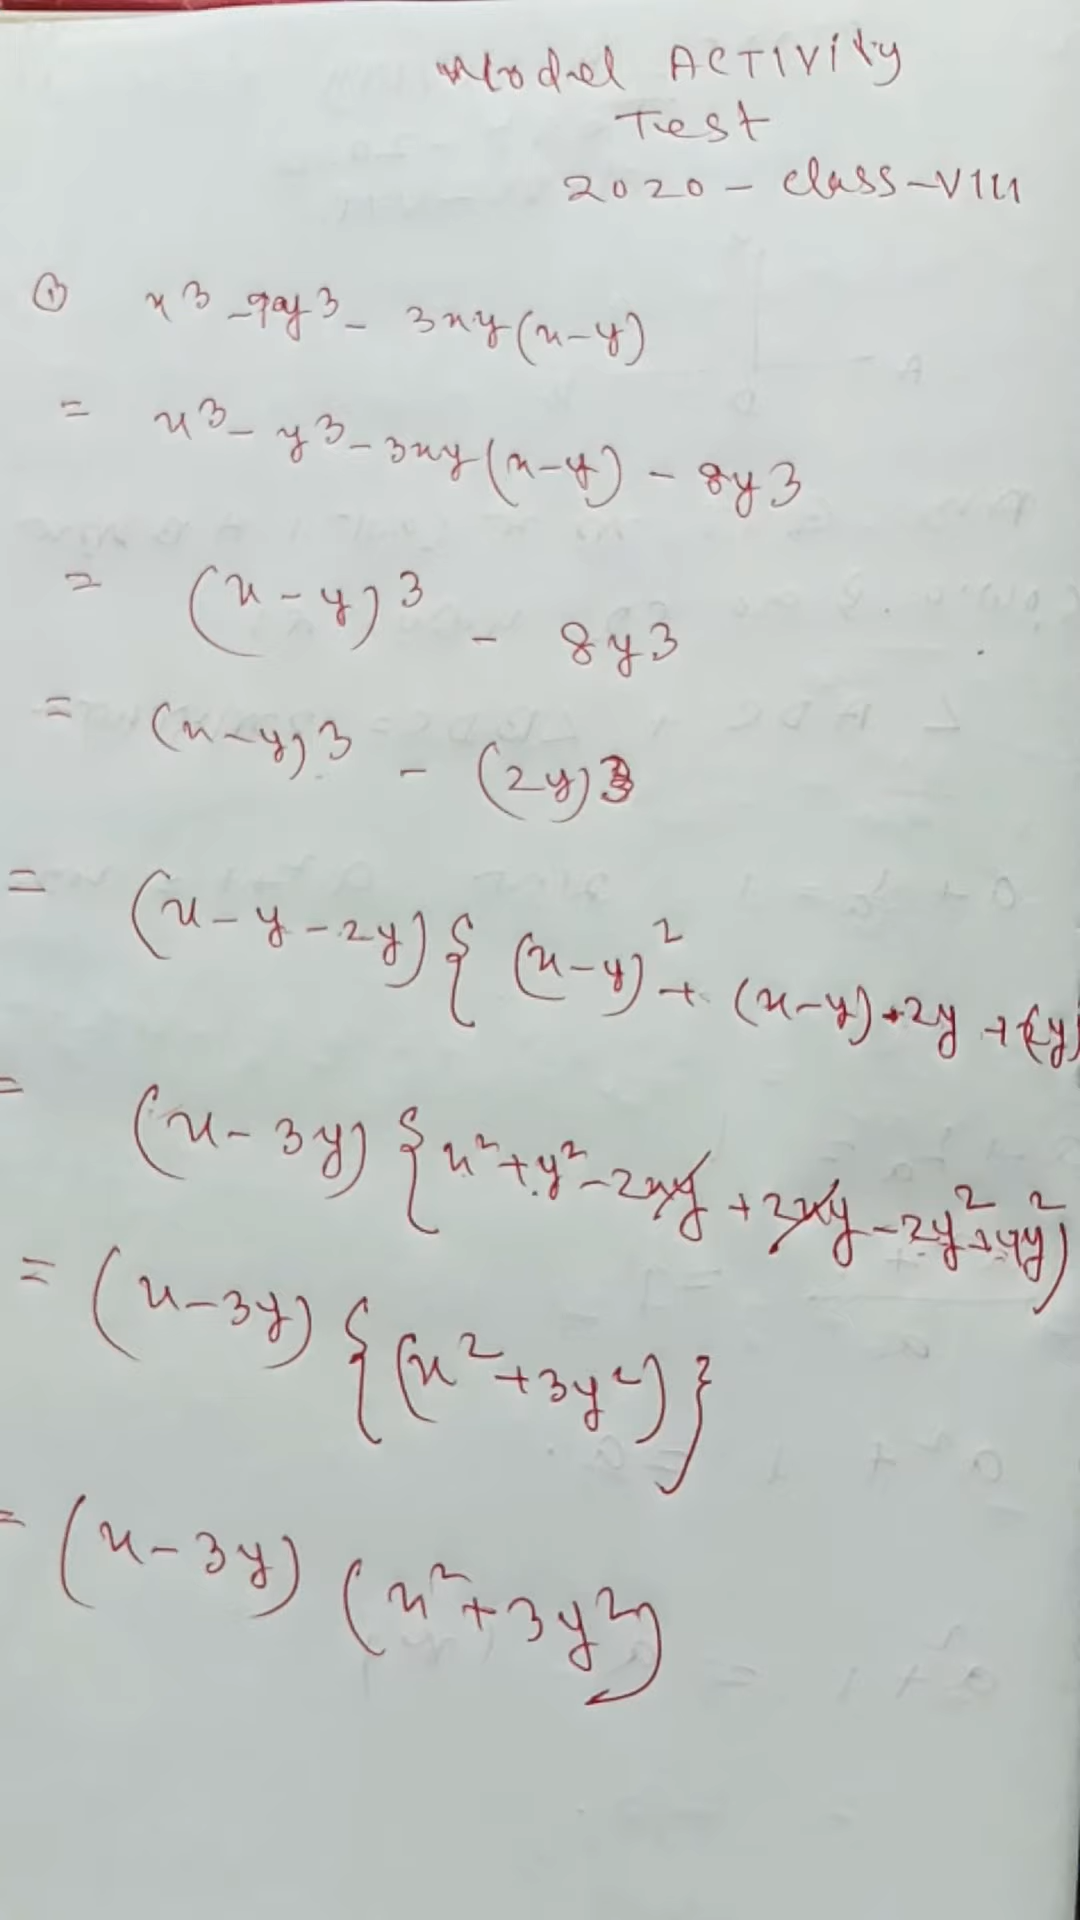 Model ACTIVITY
Test
2020 - class-VIII
① x³ - 9y³ - 3xy(x-y)
= x³ - y³ - 3xy(x-y) - 8y³
= (x-y)³ - 8y³
= (x-y)³ - (2y)³
= (x-y-2y){(x-y)² + (x-y)·2y + (2y)
= (x-3y){x²+y²-2xy+2xy-2y²+4y²)
= (x-3y){(x²+3y²)}
= (x-3y)(x²+3y²)